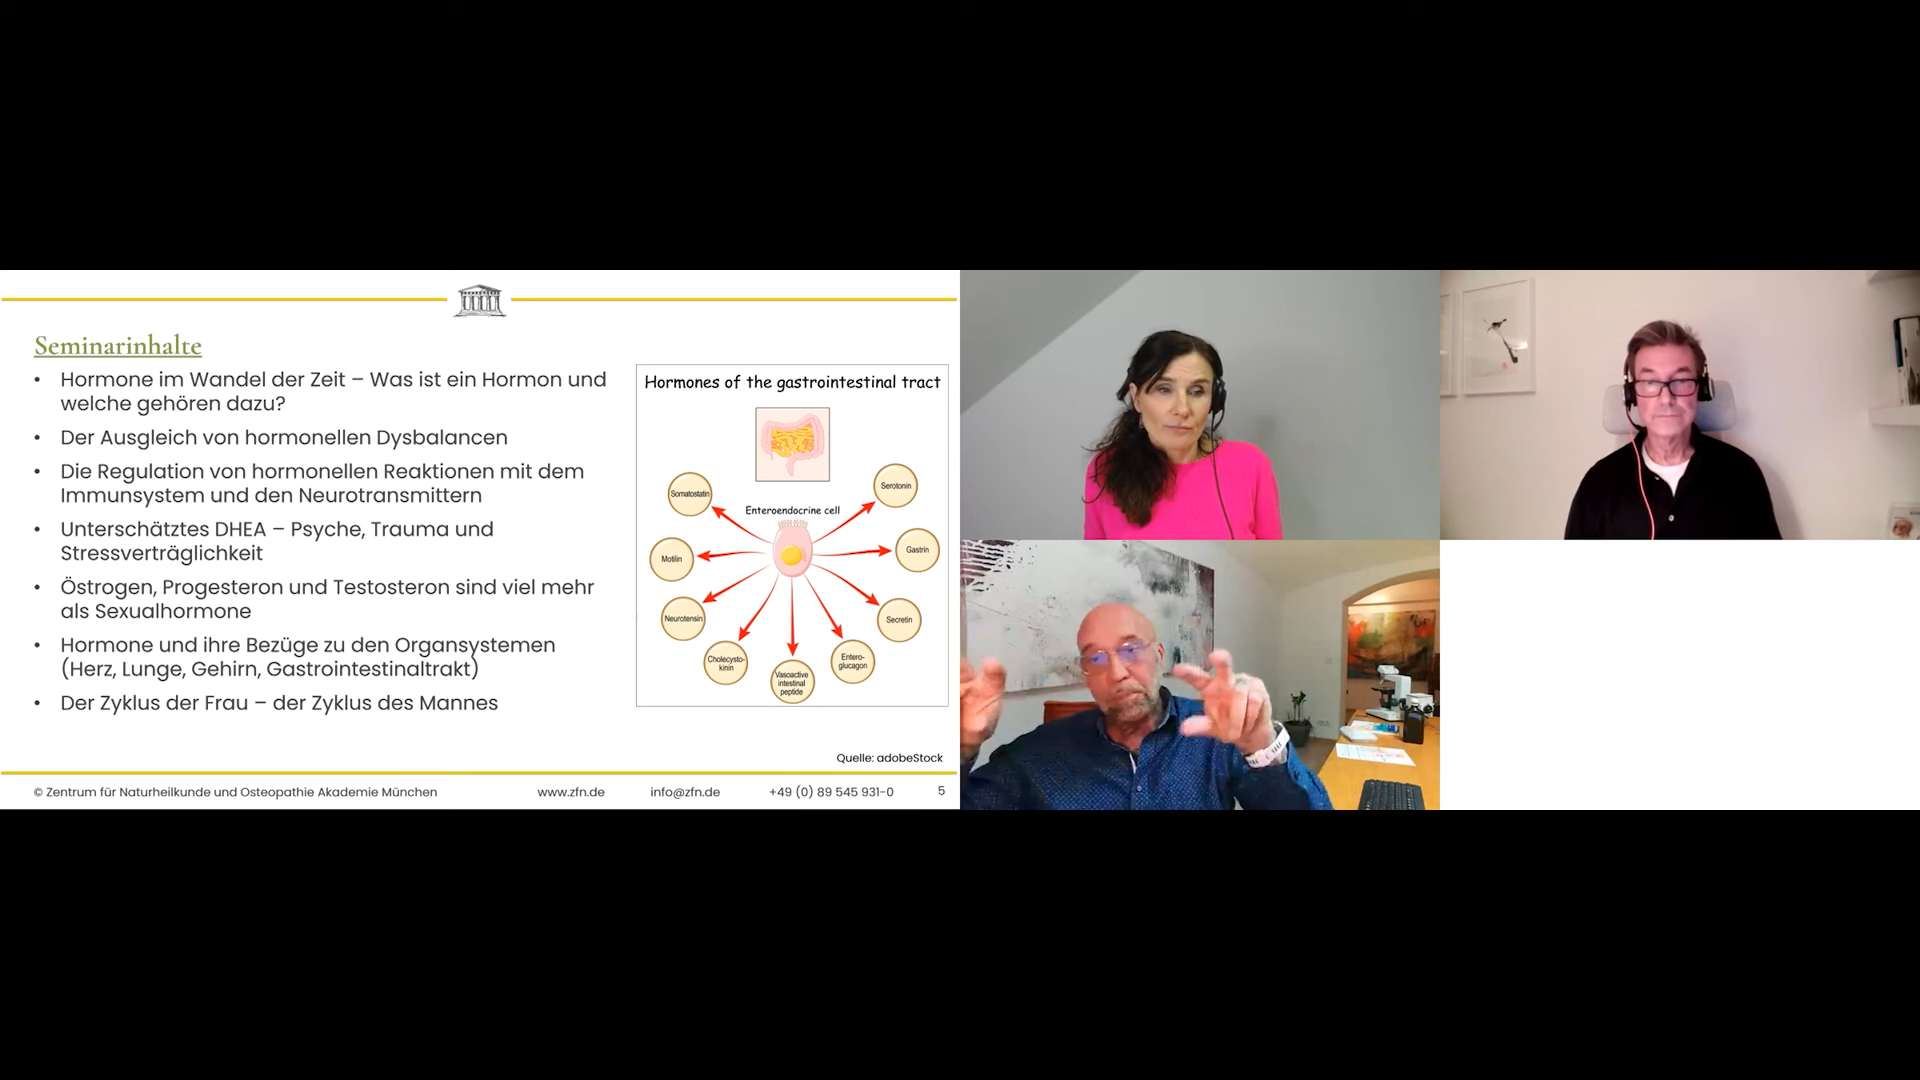 Seminarinhalte
• Hormone im Wandel der Zeit – Was ist ein Hormon und
welche gehören dazu?
• Der Ausgleich von hormonellen Dysbalancen
• Die Regulation von hormonellen Reaktionen mit dem
Immunsystem und den Neurotransmittern
• Unterschätztes DHEA – Psyche, Trauma und
Stressverträglichkeit
• Östrogen, Progesteron und Testosteron sind viel mehr
als Sexualhormone
• Hormone und ihre Bezüge zu den Organsystemen
(Herz, Lunge, Gehirn, Gastrointestinaltrakt)
• Der Zyklus der Frau – der Zyklus des Mannes
Hormones of the gastrointestinal tract
Enteroendocrine cell
Somatostatin
Serotonin
Motilin
Gastrin
Neurotensin
Secretin
Cholecysto-
kinin
Vasoactive
intestinal
peptide
Entero-
glucagon
Quelle: adobeStock
© Zentrum für Naturheilkunde und Osteopathie Akademie München
www.zfn.de
info@zfn.de
+49 (0) 89 545 931-0
5